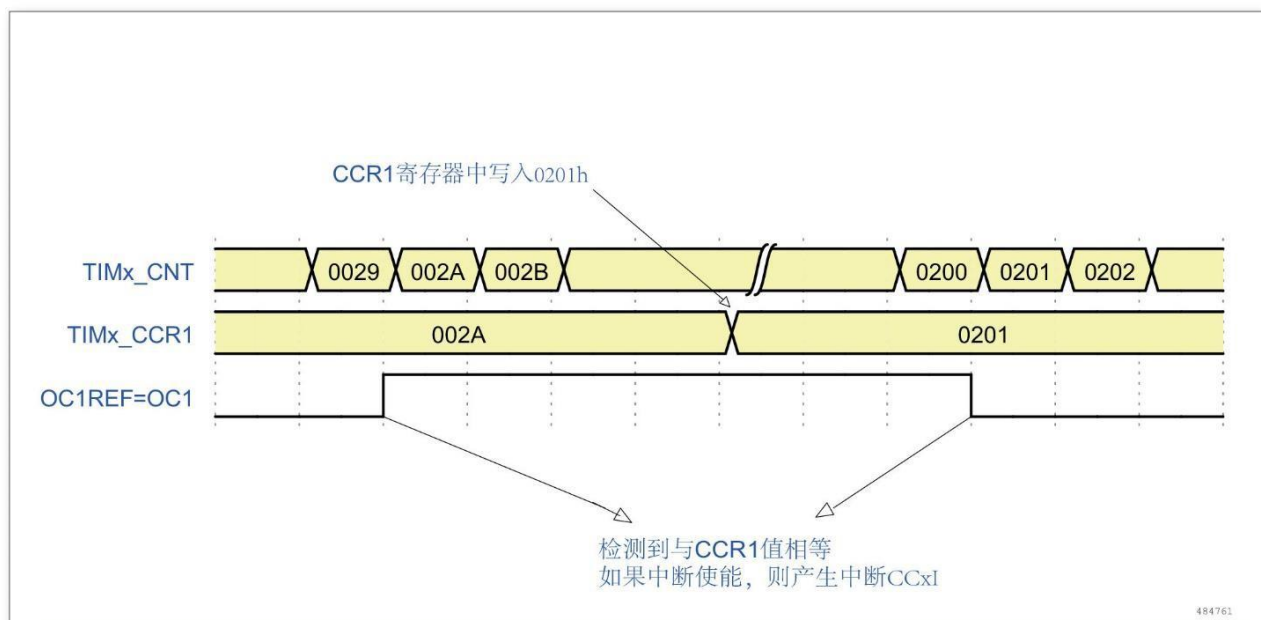 CCR1寄存器中写入0201h
TIMx_CNT 0029 002A 002B 0200 0201 0202
TIMx_CCR1 002A 0201
OC1REF=OC1
检测到与CCR1值相等
如果中断使能，则产生中断CCxI
484761